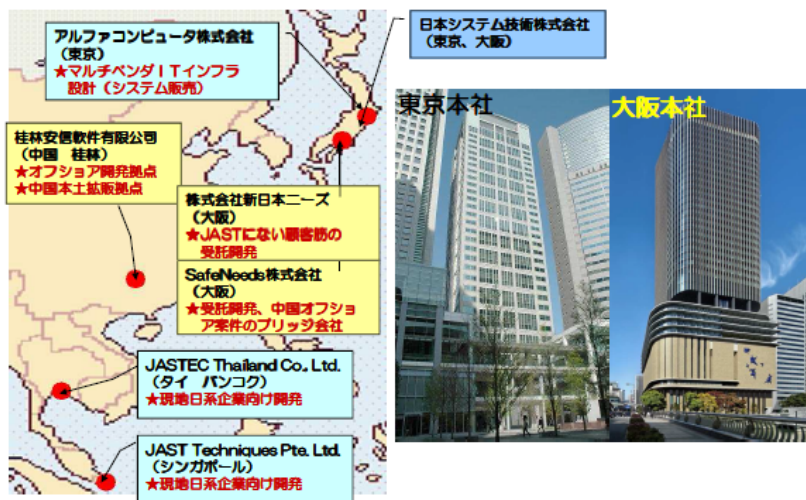 アルファコンピュータ株式会社
（東京）
★マルチベンダＩＴインフラ
設計（システム販売）
日本システム技術株式会社
（東京、大阪）
東京本社
大阪本社
桂林安信軟件有限公司
（中国　桂林）
★オフショア開発拠点
★中国本土拡販拠点
株式会社新日本ニーズ
（大阪）
★JASTにない顧客筋の
受託開発
SafeNeeds株式会社
（大阪）
★受託開発、中国オフショ
ア案件のブリッジ会社
JASTEC Thailand Co., Ltd.
（タイ　バンコク）
★現地日系企業向け開発
JAST Techniques Pte. Ltd.
（シンガポール）
★現地日系企業向け開発